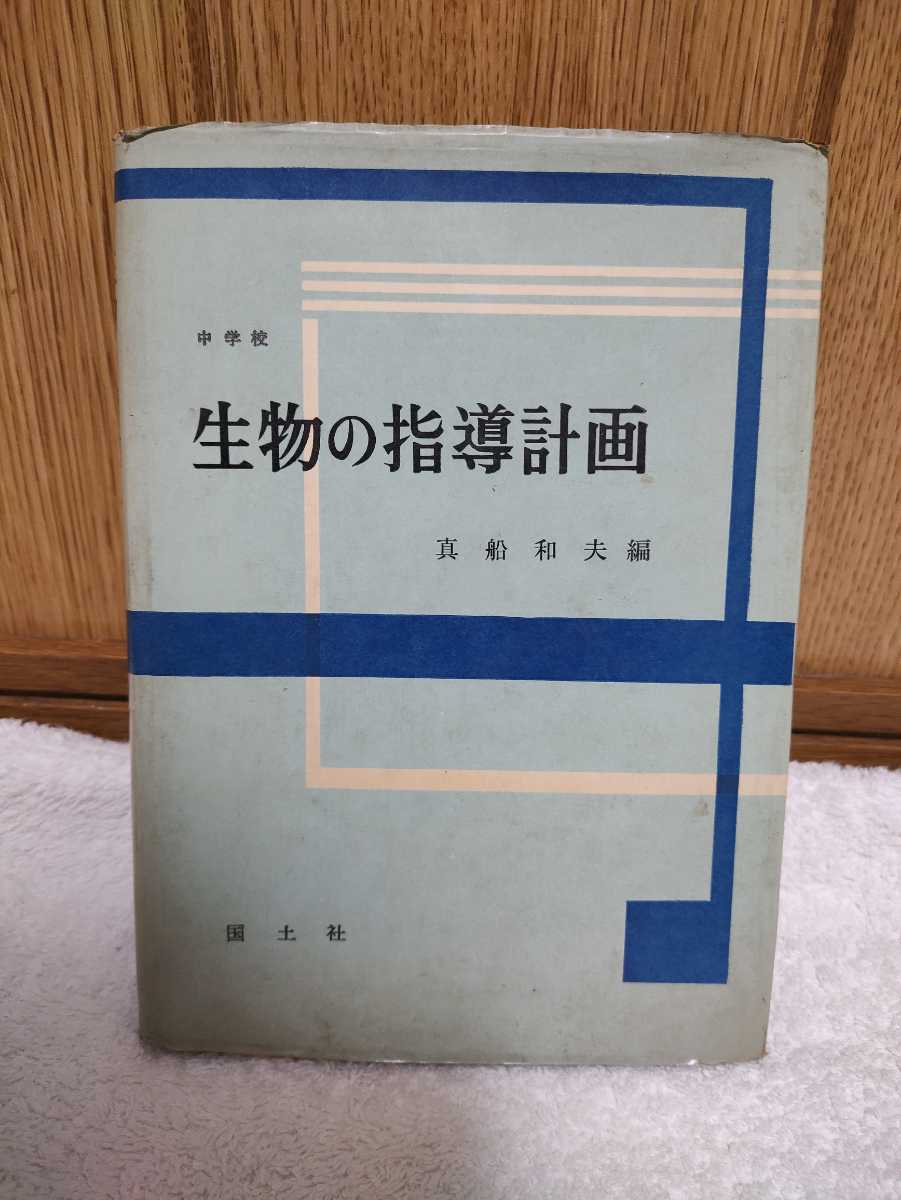 中学校
生物の指導計画
真船和夫編
国土社